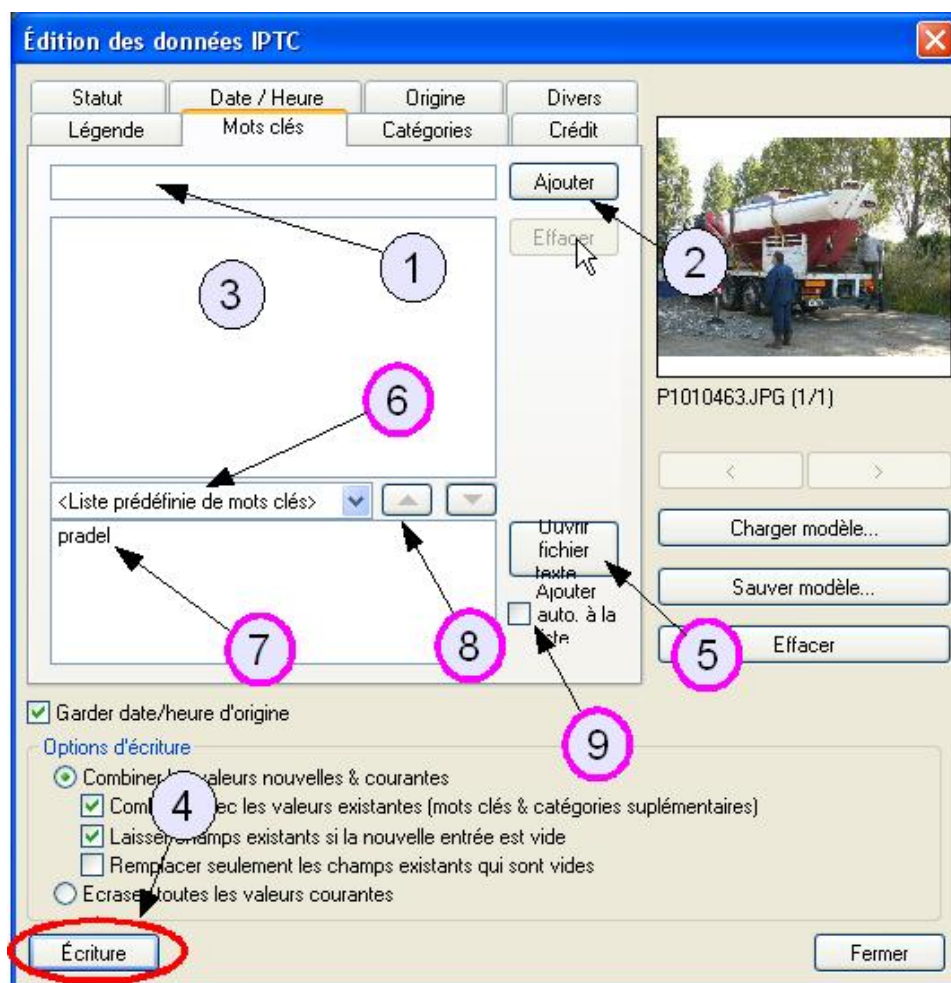 Édition des données IPTC
Statut Date / Heure Origine Divers
Légende Mots clés Catégories Crédit
Ajouter
1
Effacer
2
3
6
P1010463.JPG (1/1)
< >
<Liste prédéfinie de mots clés>
pradel
Ouvrir
fichier
texte
Charger modèle...
Ajouter
auto. à la
liste
Sauver modèle...
7
8
5
Effacer
9
Garder date/heure d'origine
Options d'écriture
Combiner valeurs nouvelles & courantes
4
les valeurs existantes (mots clés & catégories suplémentaires)
Laisser champs existants si la nouvelle entrée est vide
Remplacer seulement les champs existants qui sont vides
Ecraser toutes les valeurs courantes
Écriture Fermer